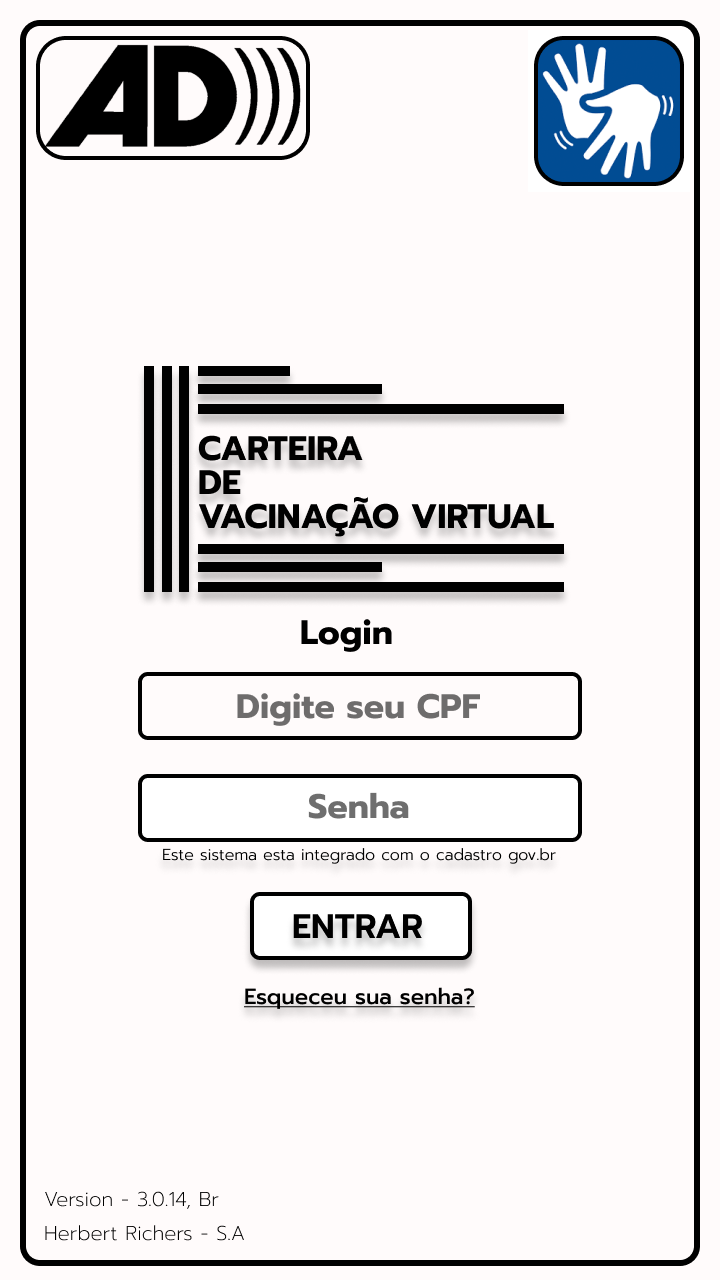 AD)))
CARTEIRA
DE
VACINAÇÃO VIRTUAL
Login
Digite seu CPF
Senha
Este sistema esta integrado com o cadastro gov.br
ENTRAR
Esqueceu sua senha?
Version - 3.0.14, Br
Herbert Richers - S.A